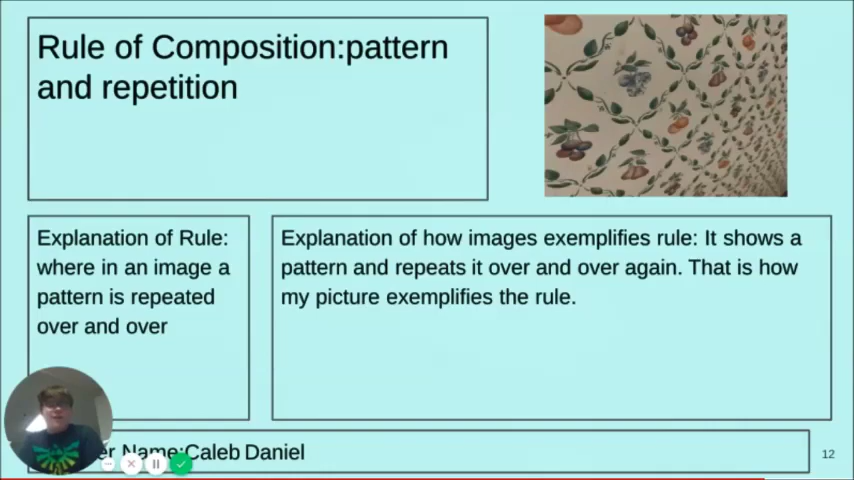 Rule of Composition:pattern
and repetition
Explanation of Rule:
where in an image a
pattern is repeated
over and over
Explanation of how images exemplifies rule: It shows a
pattern and repeats it over and over again. That is how
my picture exemplifies the rule.
Name:Caleb Daniel
12